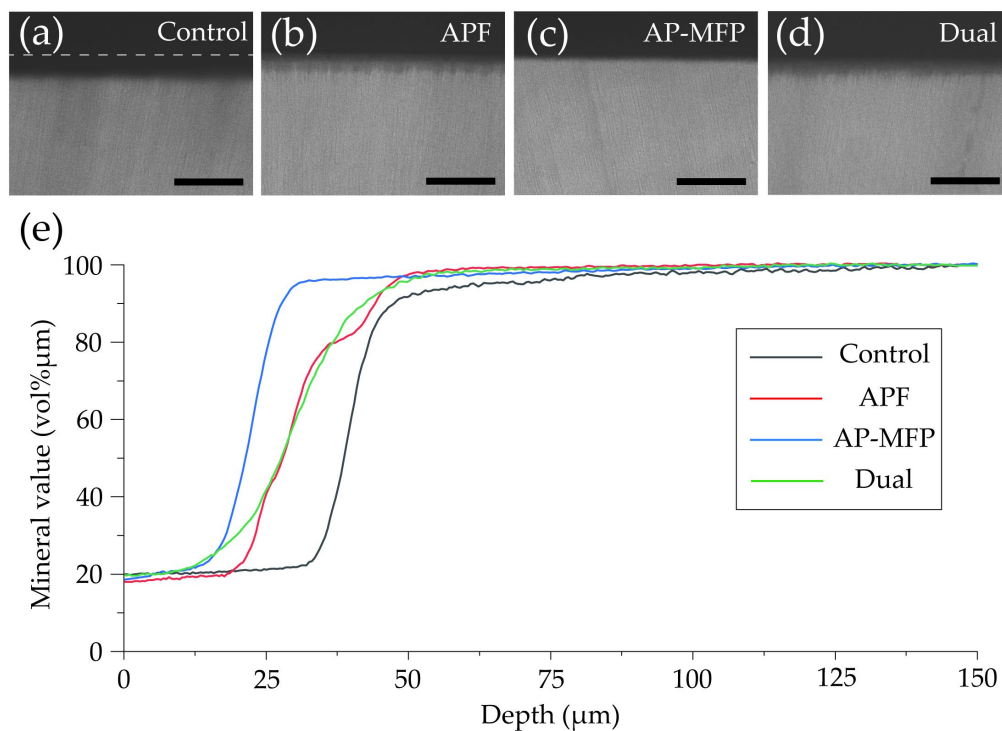 (a) Control
(b) APF
(c) AP-MFP
(d) Dual
(e)
Mineral value (vol%μm)
100
80
60
40
20
0
0 25 50 75 100 125 150
Depth (μm)
Control
APF
AP-MFP
Dual